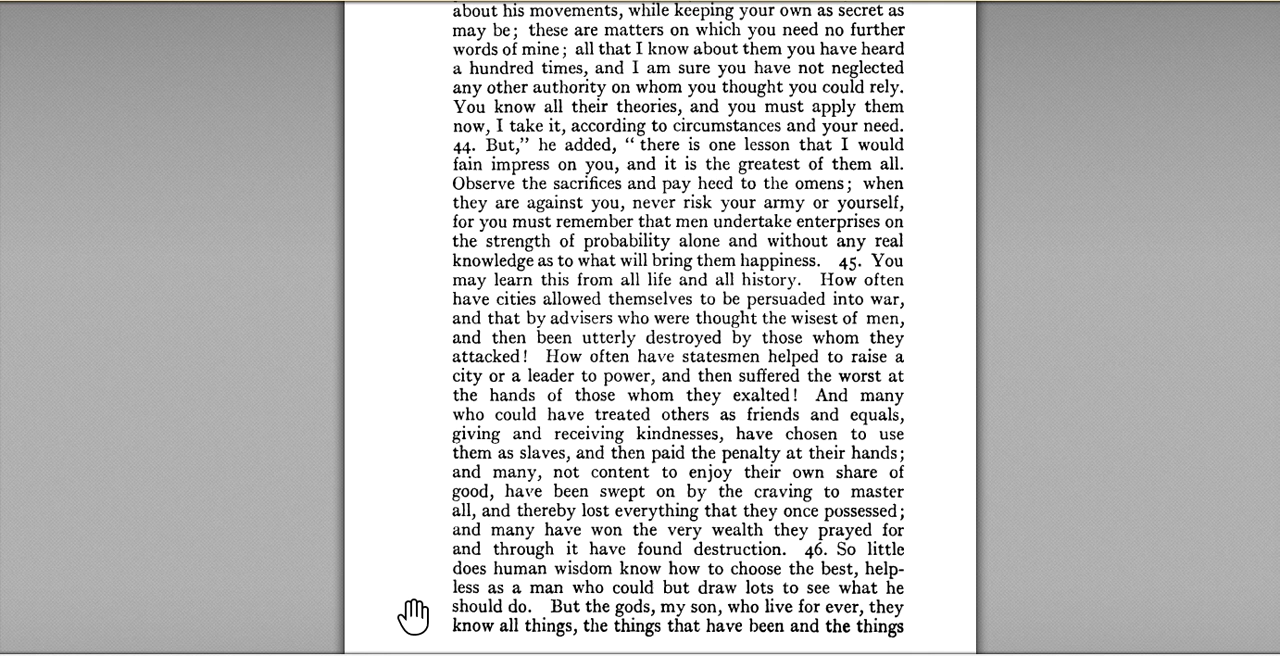 about his movements, while keeping your own as secret as
may be; these are matters on which you need no further
words of mine; all that I know about them you have heard
a hundred times, and I am sure you have not neglected
any other authority on whom you thought you could rely.
You know all their theories, and you must apply them
now, I take it, according to circumstances and your need.
44. But,” he added, “ there is one lesson that I would
fain impress on you, and it is the greatest of them all.
Observe the sacrifices and pay heed to the omens; when
they are against you, never risk your army or yourself,
for you must remember that men undertake enterprises on
the strength of probability alone and without any real
knowledge as to what will bring them happiness. 45. You
may learn this from all life and all history. How often
have cities allowed themselves to be persuaded into war,
and that by advisers who were thought the wisest of men,
and then been utterly destroyed by those whom they
attacked! How often have statesmen helped to raise a
city or a leader to power, and then suffered the worst at
the hands of those whom they exalted! And many
who could have treated others as friends and equals,
giving and receiving kindnesses, have chosen to use
them as slaves, and then paid the penalty at their hands;
and many, not content to enjoy their own share of
good, have been swept on by the craving to master
all, and thereby lost everything that they once possessed;
and many have won the very wealth they prayed for
and through it have found destruction. 46. So little
does human wisdom know how to choose the best, help-
less as a man who could but draw lots to see what he
should do. But the gods, my son, who live for ever, they
know all things, the things that have been and the things